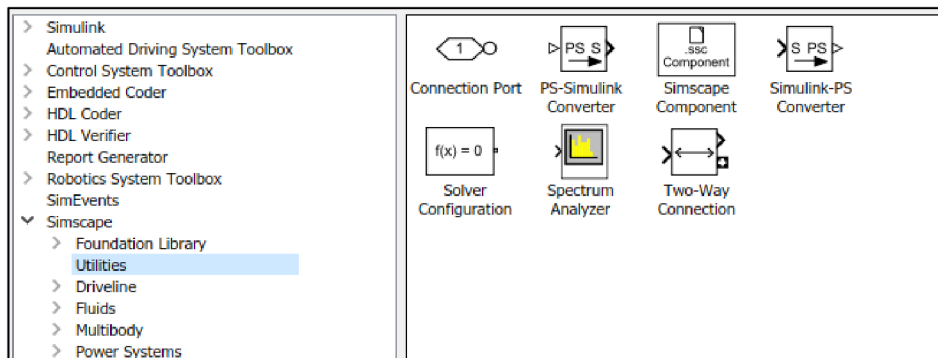 Simulink
Automated Driving System Toolbox
Control System Toolbox
Embedded Coder
HDL Coder
HDL Verifier
Report Generator
Robotics System Toolbox
SimEvents
Simscape
Foundation Library
Utilities
Driveline
Fluids
Multibody
Power Systems
1
PS S
.ssc
Component
S PS
Connection Port
PS-Simulink
Converter
Simscape
Component
Simulink-PS
Converter
f(x) = 0
Solver
Configuration
Spectrum
Analyzer
Two-Way
Connection